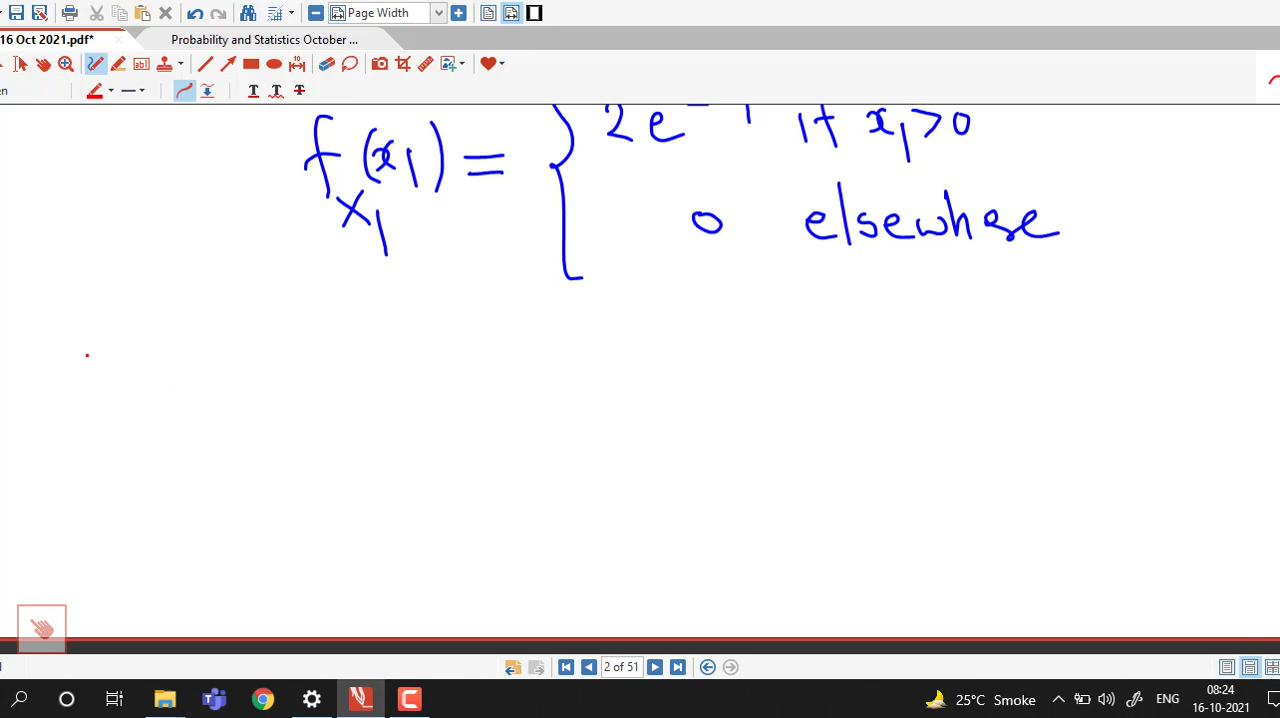 Page Width
16 Oct 2021.pdf* Probability and Statistics October ...
10
T T T
2e⁻ if x₁>0
f (x₁) =
X₁
0 elsewhere
2 of 51
25°C Smoke ENG 08:24
16-10-2021